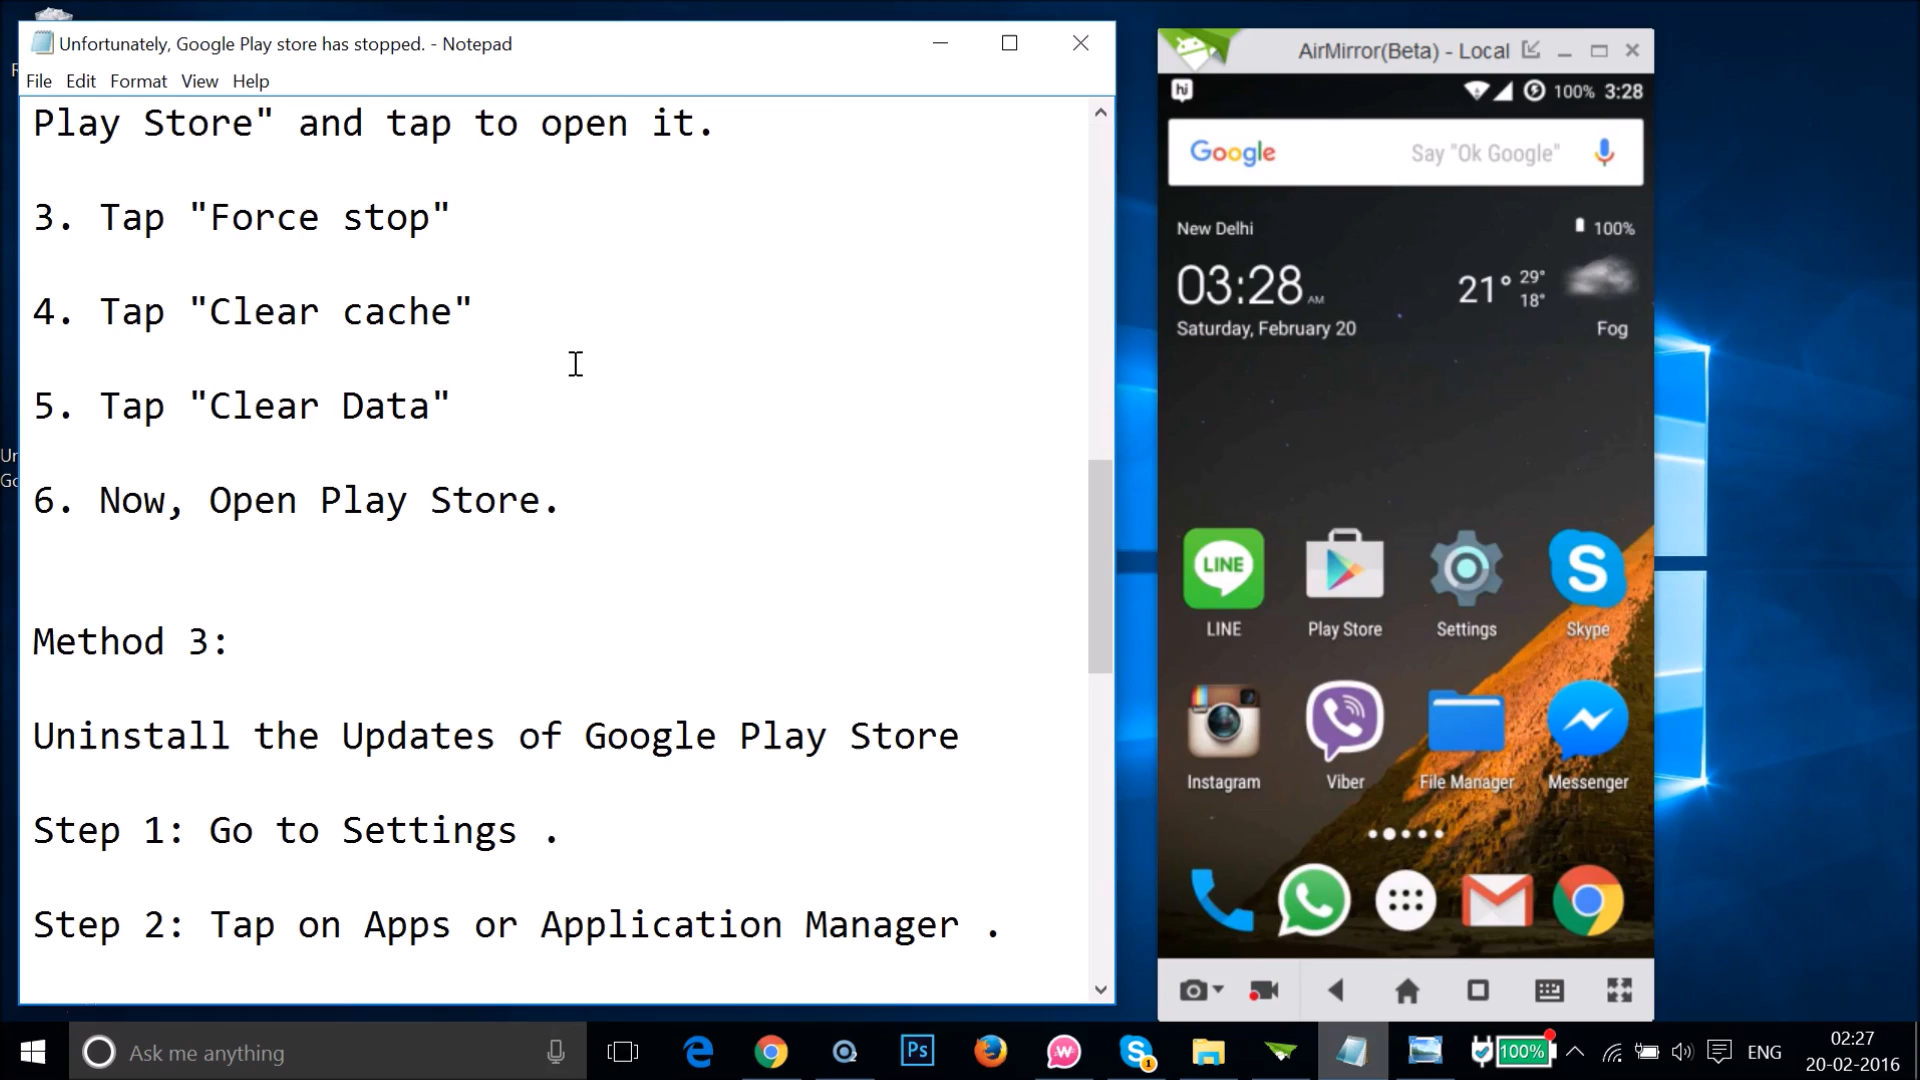 Unfortunately, Google Play store has stopped. - Notepad
File Edit Format View Help
Play Store" and tap to open it.
3. Tap "Force stop"
4. Tap "Clear cache"
5. Tap "Clear Data"
6. Now, Open Play Store.
Method 3:
Uninstall the Updates of Google Play Store
Step 1: Go to Settings .
Step 2: Tap on Apps or Application Manager .
AirMirror(Beta) - Local
hi 100% 3:28
Google Say "Ok Google"
New Delhi 100%
03:28 AM 21° 29° 18°
Saturday, February 20 Fog
LINE
LINE Play Store Settings Skype
Instagram Viber File Manager Messenger
Ask me anything
Ps
1
100%
ENG
02:27
20-02-2016